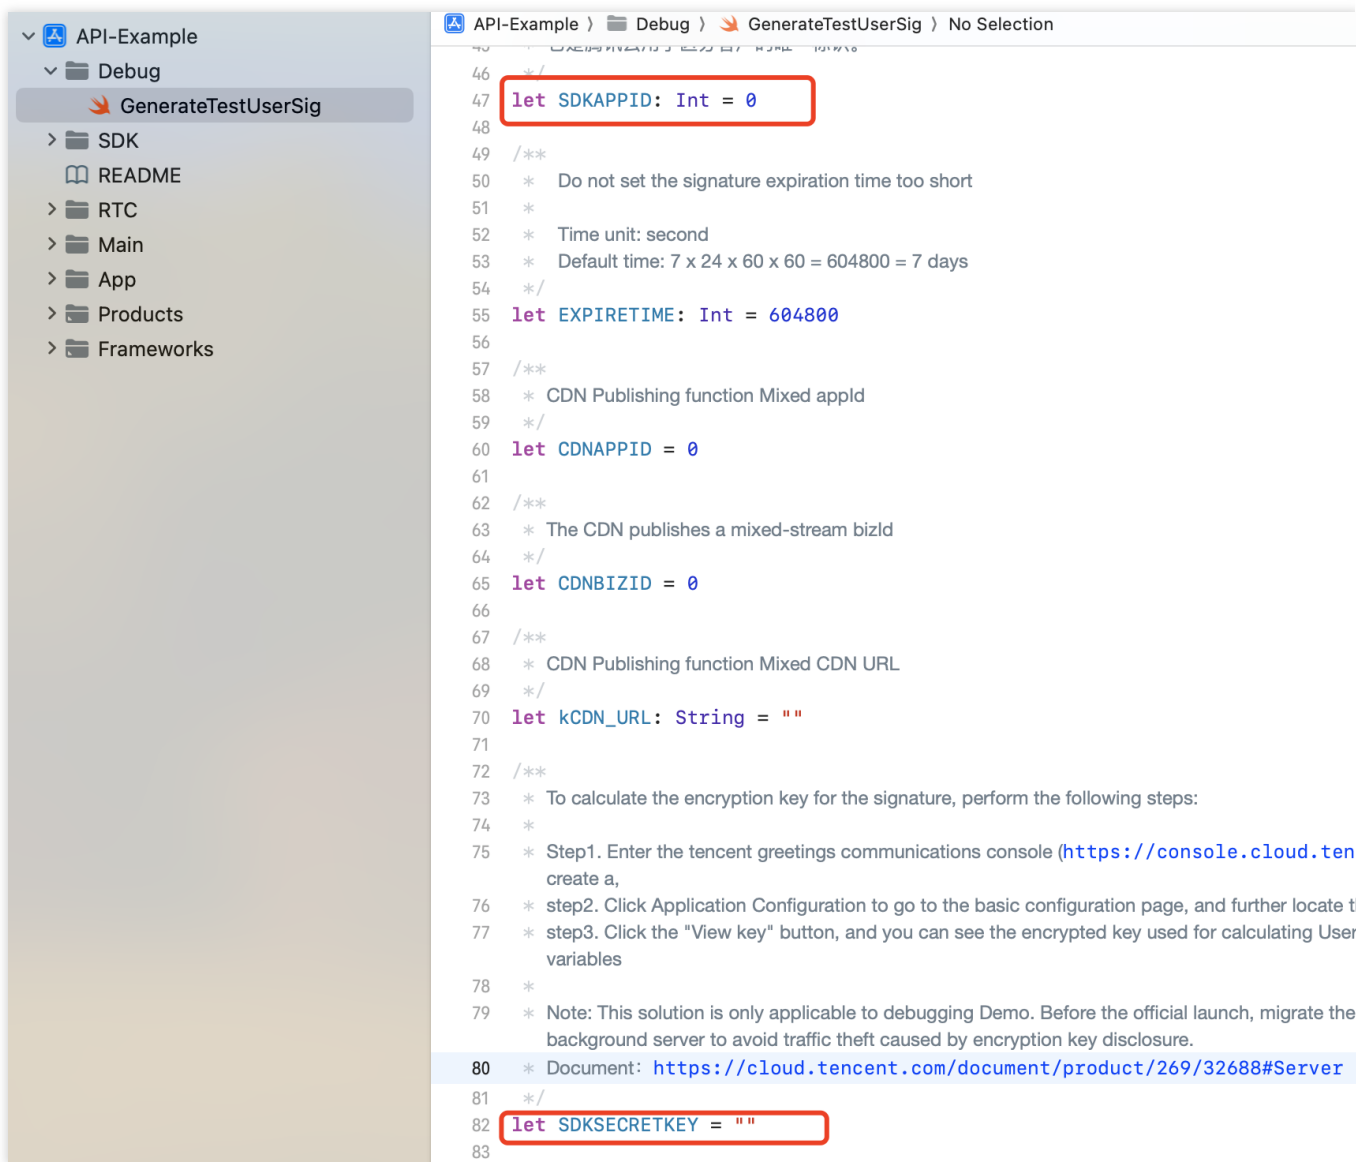 API-Example
Debug
GenerateTestUserSig
SDK
README
RTC
Main
App
Products
Frameworks
API-Example 〉 Debug 〉 GenerateTestUserSig 〉 No Selection
45
46 */
47 let SDKAPPID: Int = 0
48
49 /**
50 * Do not set the signature expiration time too short
51 *
52 * Time unit: second
53 * Default time: 7 x 24 x 60 x 60 = 604800 = 7 days
54 */
55 let EXPIRETIME: Int = 604800
56
57 /**
58 * CDN Publishing function Mixed appId
59 */
60 let CDNAPPID = 0
61
62 /**
63 * The CDN publishes a mixed-stream bizId
64 */
65 let CDNBIZID = 0
66
67 /**
68 * CDN Publishing function Mixed CDN URL
69 */
70 let kCDN_URL: String = ""
71
72 /**
73 * To calculate the encryption key for the signature, perform the following steps:
74 *
75 * Step1. Enter the tencent greetings communications console (https://console.cloud.ten
create a,
76 * step2. Click Application Configuration to go to the basic configuration page, and further locate
77 * step3. Click the "View key" button, and you can see the encrypted key used for calculating User
variables
78 *
79 * Note: This solution is only applicable to debugging Demo. Before the official launch, migrate the
background server to avoid traffic theft caused by encryption key disclosure.
80 * Document: https://cloud.tencent.com/document/product/269/32688#Server
81 */
82 let SDKSECRETKEY = ""
83